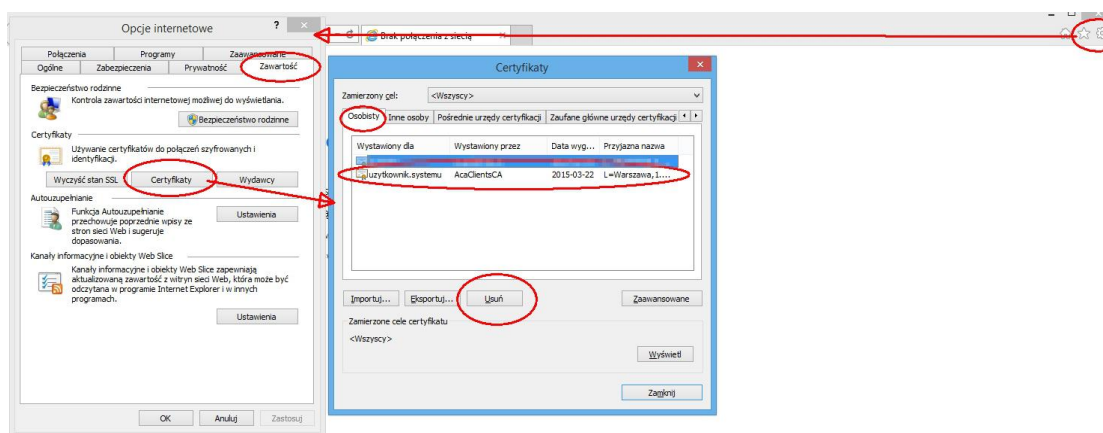 Opcje internetowe ?
Połączenia Programy Zaawansowane
Ogólne Zabezpieczenia Prywatność Zawartość
Bezpieczeństwo rodzinne
Kontrola zawartości internetowej możliwej do wyświetlania.
Bezpieczeństwo rodzinne
Certyfikaty
Używanie certyfikatów do połączeń szyfrowanych i
identyfikacji.
Wyczyść stan SSL Certyfikaty Wydawcy
Autouzupełnianie
Funkcja Autouzupełnianie
przechowuje poprzednie wpisy ze
stron sieci Web i sugeruje
dopasowania.
Ustawienia
Kanały informacyjne i obiekty Web Slice
Kanały informacyjne i obiekty Web Slice zapewniają
aktualizowaną zawartość z witryn sieci Web, która może być
odczytana w programie Internet Explorer i w innych
programach.
Ustawienia
OK Anuluj Zastosuj
Brak połączenia z siecią
Certyfikaty
Zamierzony cel: <Wszyscy>
Osobisty Inne osoby Pośrednie urzędy certyfikacji Zaufane główne urzędy certyfikacji
Wystawiony dla Wystawiony przez Data wyg... Przyjazna nazwa
uzytkownik.systemu AcaClientsCA 2015-03-22 L=Warszawa,1....
Importuj... Eksportuj... Usuń Zaawansowane
Zamierzone cele certyfikatu
<Wszyscy>
Wyświetl
Zamknij